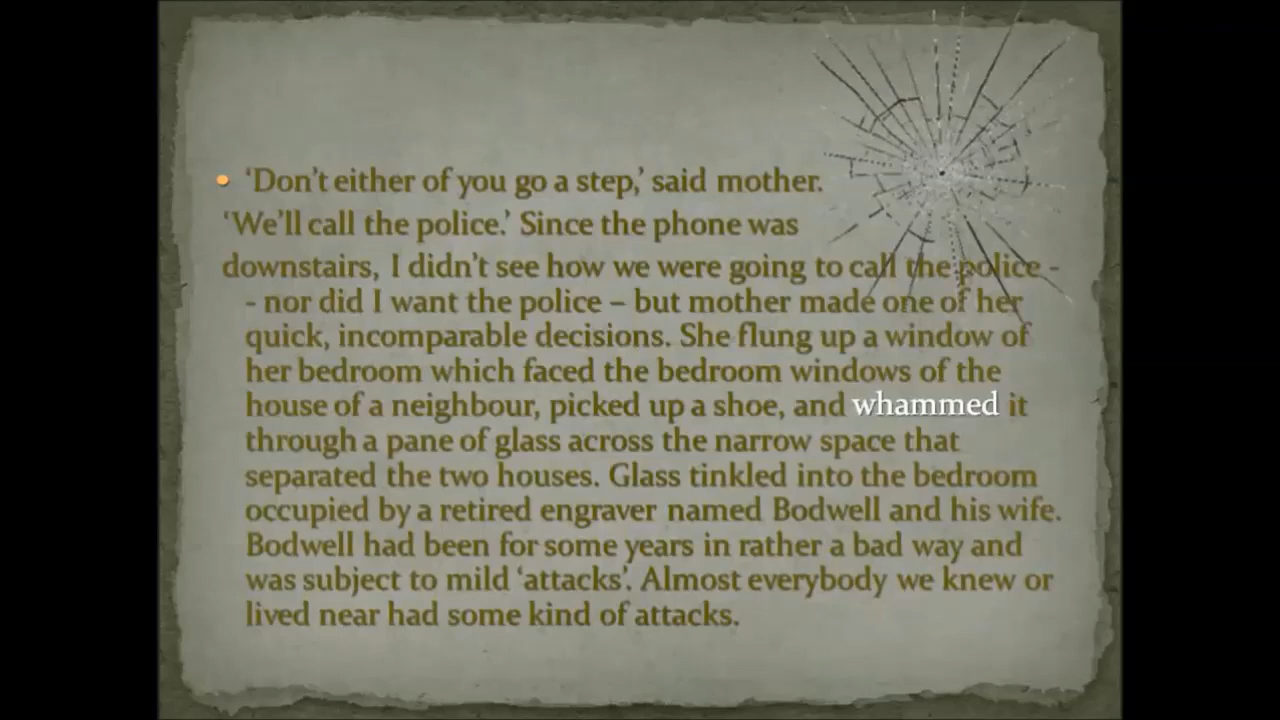 • ‘Don’t either of you go a step,’ said mother.
‘We’ll call the police.’ Since the phone was
downstairs, I didn’t see how we were going to call the police -
- nor did I want the police – but mother made one of her
quick, incomparable decisions. She flung up a window of
her bedroom which faced the bedroom windows of the
house of a neighbour, picked up a shoe, and whammed it
through a pane of glass across the narrow space that
separated the two houses. Glass tinkled into the bedroom
occupied by a retired engraver named Bodwell and his wife.
Bodwell had been for some years in rather a bad way and
was subject to mild ‘attacks’. Almost everybody we knew or
lived near had some kind of attacks.